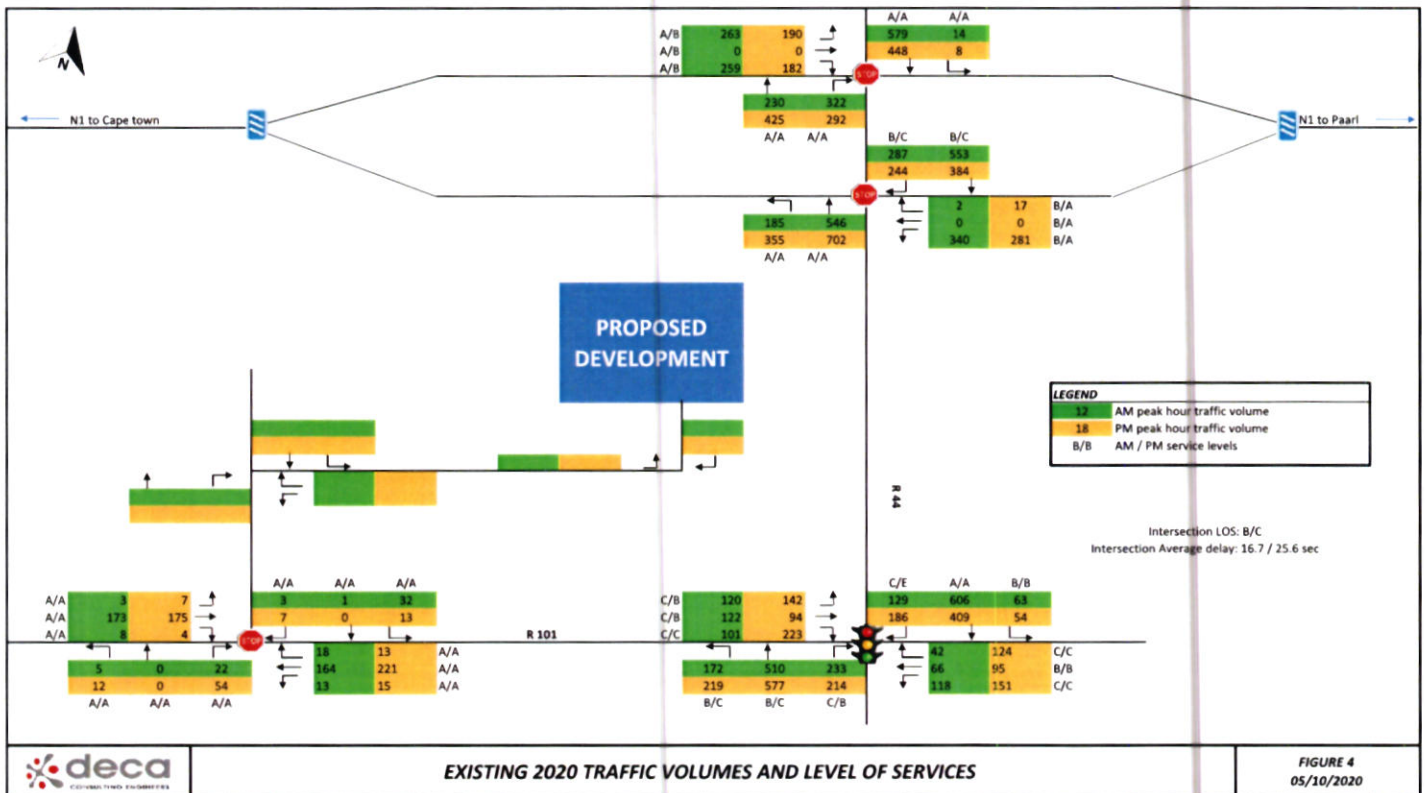 N
N1 to Cape town
N1 to Paarl
A/B 263 190
A/B 0 0
A/B 259 182
A/A A/A
579 14
448 8
STOP
230 322
425 292
A/A A/A
B/C B/C
287 553
244 384
STOP
185 546
355 702
A/A A/A
2 17 B/A
0 0
340 281 B/A
PROPOSED
DEVELOPMENT
LEGEND
12 AM peak hour traffic volume
18 PM peak hour traffic volume
B/B AM / PM service levels
R 44
Intersection LOS: B/C
Intersection Average delay: 16.7 / 25.6 sec
A/A 3 7
A/A 173 175
A/A 8 4
A/A A/A A/A
3 1 32
7 0 13
STOP
5 0 22
12 0 54
A/A A/A A/A
18 13 A/A
164 221 A/A
13 15 A/A
R 101
C/B 120 142
C/B 122 94
C/C 101 223
C/E A/A B/B
129 606 63
186 409 54
172 510 233
219 577 214
B/C B/C C/B
42 124 C/C
66 95 B/B
118 151 C/C
deca
CONSULTING ENGINEERS
EXISTING 2020 TRAFFIC VOLUMES AND LEVEL OF SERVICES
FIGURE 4
05/10/2020